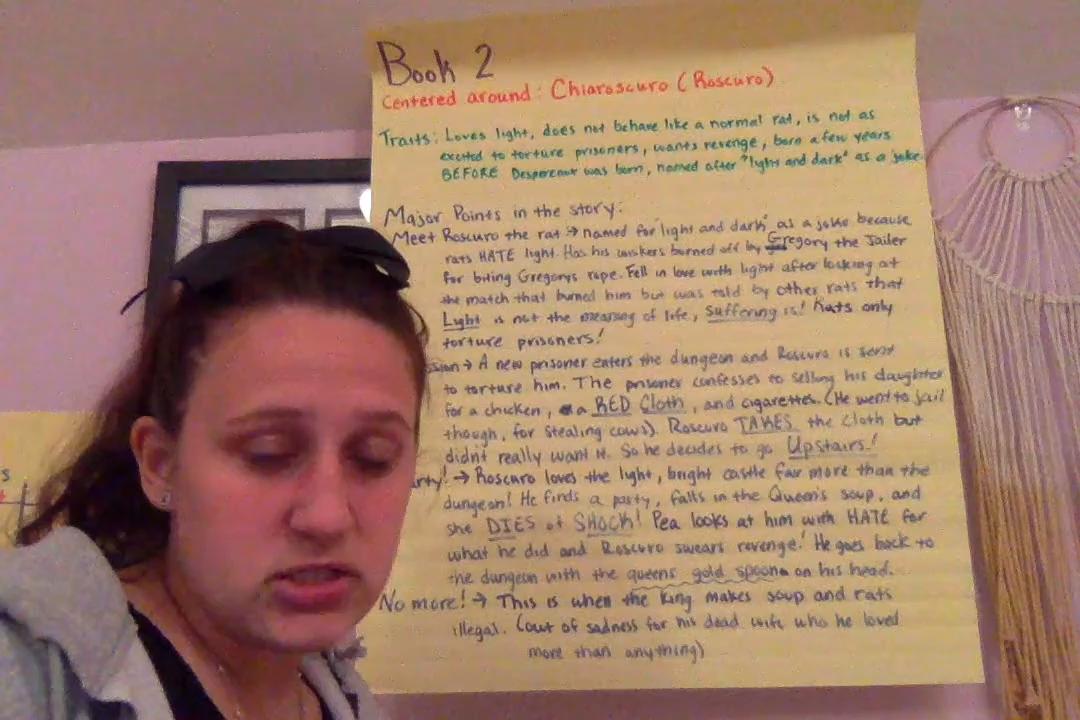 Book 2
Centered around: Chiaroscuro (Roscuro)
Traits: Loves light, does not behave like a normal rat, is not as
excited to torture prisoners, wants revenge, born a few years
BEFORE Despereaux was born, named after "light and dark" as a joke.
Major Points in the story:
Meet Roscuro the rat → named for "light and dark" as a joke because
rats HATE light. Has his wiskers burned off by Gregory the Jailer
for biting Gregorys rope. Fell in love with light after looking at
the match that burned him but was told by other rats that
Light is not the meaning of life, suffering is! Rats only
torture prisoners!
sion → A new prisoner enters the dungeon and Roscuro is sent
to torture him. The prisoner confesses to selling his daughter
for a chicken, a RED Cloth, and cigarettes. (He went to jail
though, for stealing cows). Roscuro TAKES the cloth but
didn't really want it. So he decides to go Upstairs!
arty! → Roscuro loves the light, bright castle far more than the
dungeon! He finds a party, falls in the Queen's soup, and
she DIES of SHOCK! Pea looks at him with HATE for
what he did and Roscuro swears revenge! He goes back to
the dungeon with the queens gold spoon on his head.
No more! → This is when the King makes soup and rats
illegal. (out of sadness for his dead wife who he loved
more than anything)
s